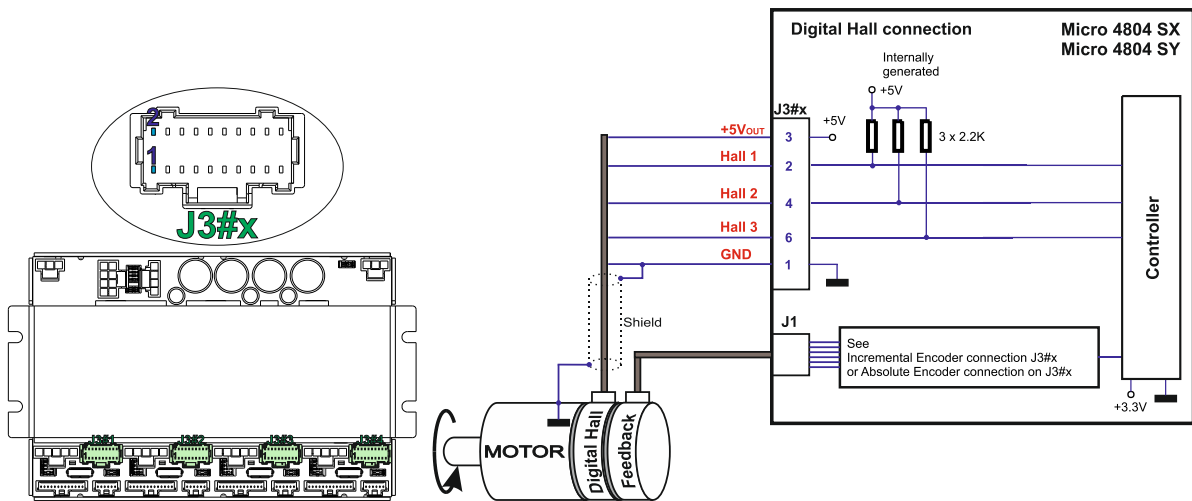 2
1
J3#x
J3#1
J3#2
J3#3
J3#4
Digital Hall connection
Micro 4804 SX
Micro 4804 SY
Internally
generated
+5V
J3#x
+5VOUT
3
+5V
3 x 2.2K
Hall 1
2
Hall 2
4
Hall 3
6
GND
1
Controller
Shield
J1
See
Incremental Encoder connection J3#x
or Absolute Encoder connection on J3#x
+3.3V
MOTOR
Digital Hall
Feedback